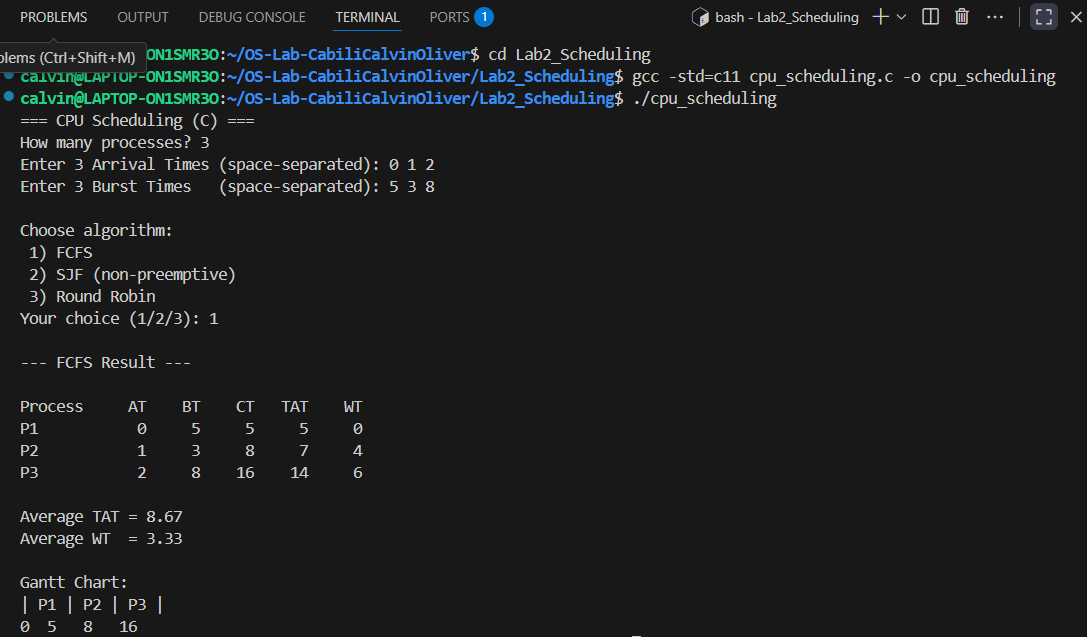 PROBLEMS OUTPUT DEBUG CONSOLE TERMINAL PORTS 1 bash - Lab2_Scheduling
blems (Ctrl+Shift+M) ON1SMR3O:~/OS-Lab-CabiliCalvinOliver$ cd Lab2_Scheduling
calvin@LAPTOP-ON1SMR3O:~/OS-Lab-CabiliCalvinOliver/Lab2_Scheduling$ gcc -std=c11 cpu_scheduling.c -o cpu_scheduling
calvin@LAPTOP-ON1SMR3O:~/OS-Lab-CabiliCalvinOliver/Lab2_Scheduling$ ./cpu_scheduling
=== CPU Scheduling (C) ===
How many processes? 3
Enter 3 Arrival Times (space-separated): 0 1 2
Enter 3 Burst Times   (space-separated): 5 3 8

Choose algorithm:
 1) FCFS
 2) SJF (non-preemptive)
 3) Round Robin
Your choice (1/2/3): 1

--- FCFS Result ---

Process     AT    BT    CT   TAT    WT
P1           0     5     5     5     0
P2           1     3     8     7     4
P3           2     8    16    14     6

Average TAT = 8.67
Average WT  = 3.33

Gantt Chart:
| P1 | P2 | P3 |
0  5   8   16